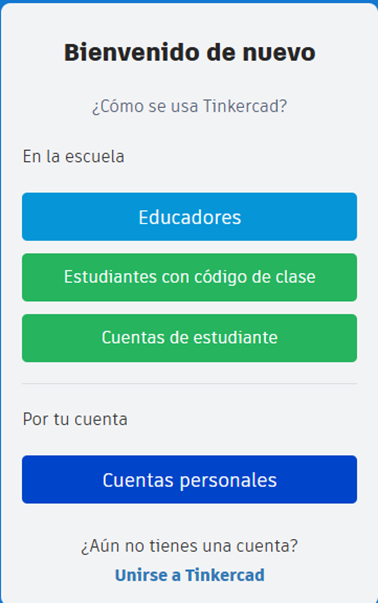 Bienvenido de nuevo
¿Cómo se usa Tinkercad?
En la escuela
Educadores
Estudiantes con código de clase
Cuentas de estudiante
Por tu cuenta
Cuentas personales
¿Aún no tienes una cuenta?
Unirse a Tinkercad